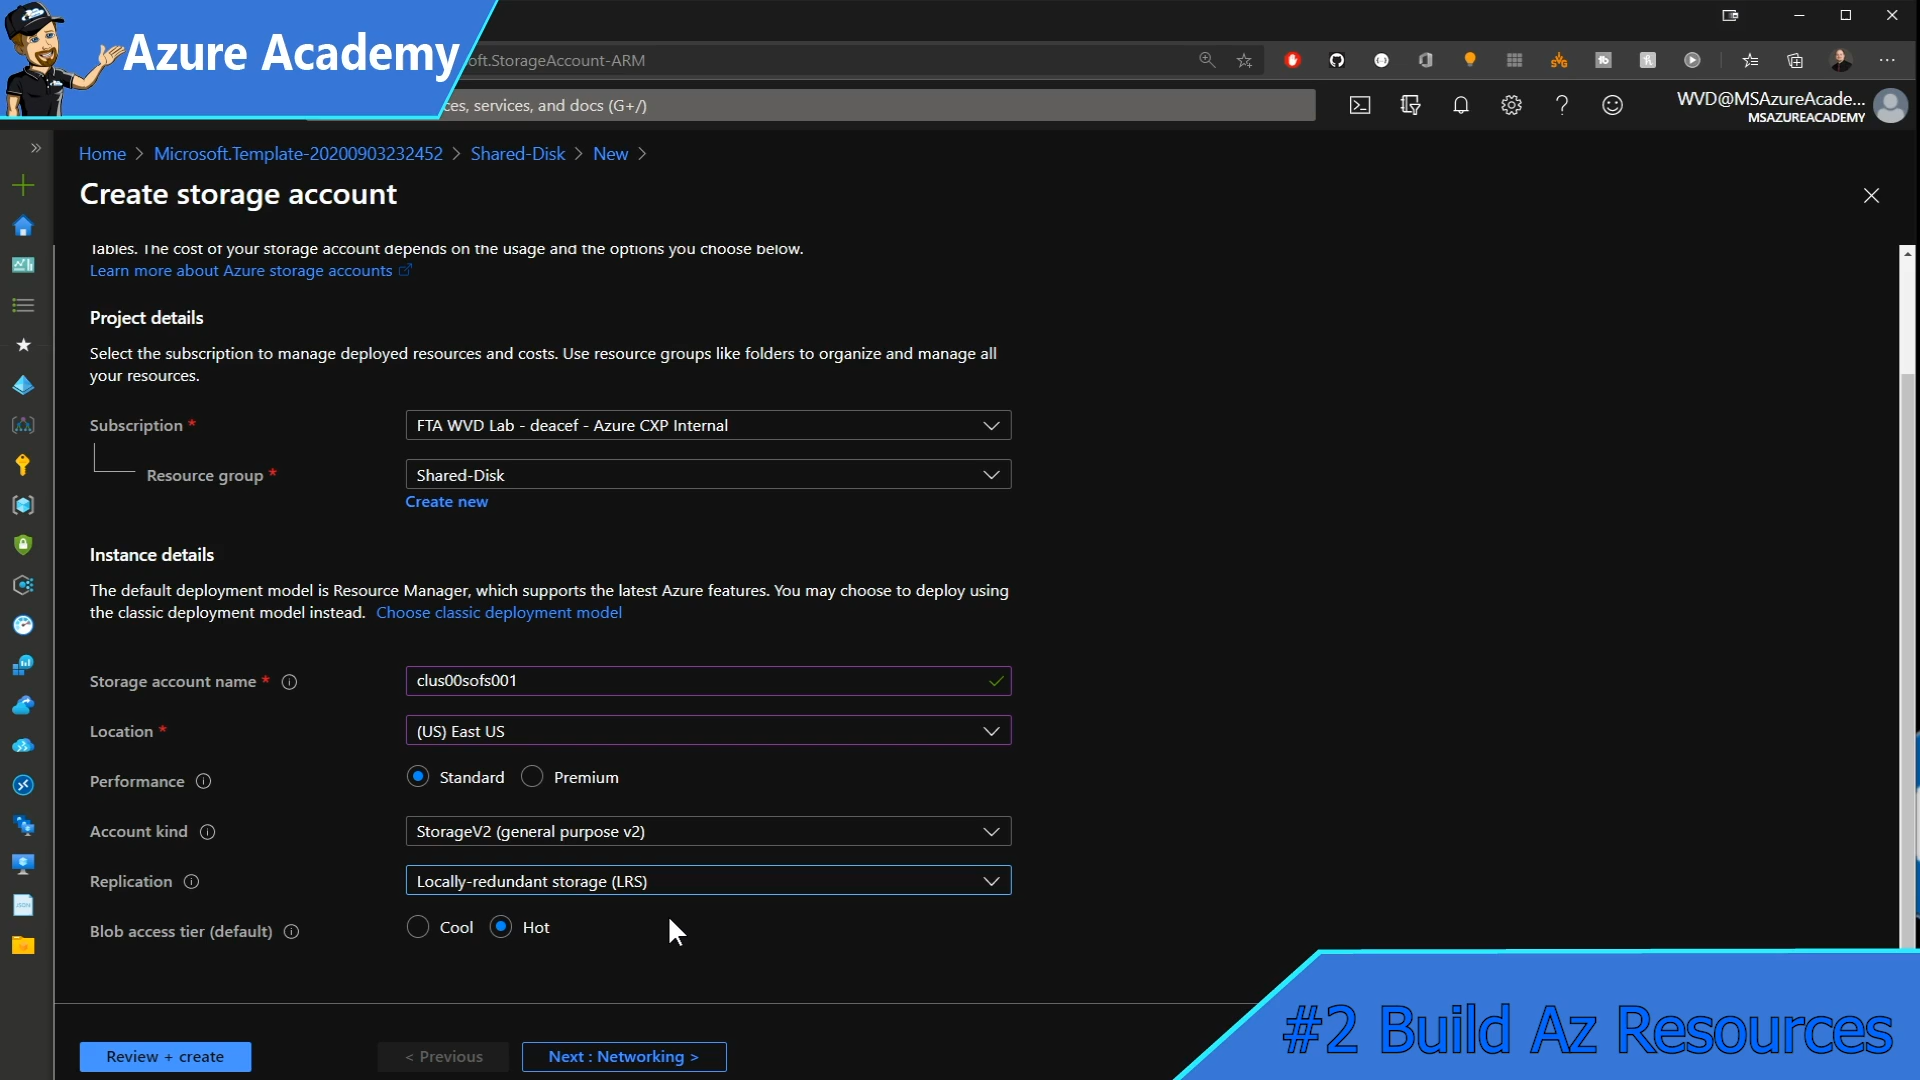 Azure Academy
oft.StorageAccount-ARM
ces, services, and docs (G+/)
WVD@MSAzureAcade...
MSAZUREACADEMY
Home > Microsoft.Template-20200903232452 > Shared-Disk > New >
Create storage account
Tables. The cost of your storage account depends on the usage and the options you choose below.
Learn more about Azure storage accounts
Project details
Select the subscription to manage deployed resources and costs. Use resource groups like folders to organize and manage all
your resources.
Subscription *
FTA WVD Lab - deacef - Azure CXP Internal
Resource group *
Shared-Disk
Create new
Instance details
The default deployment model is Resource Manager, which supports the latest Azure features. You may choose to deploy using
the classic deployment model instead. Choose classic deployment model
Storage account name *
clus00sofs001
Location *
(US) East US
Performance
Standard Premium
Account kind
StorageV2 (general purpose v2)
Replication
Locally-redundant storage (LRS)
Blob access tier (default)
Cool Hot
Review + create
< Previous
Next : Networking >
#2 Build Az Resources